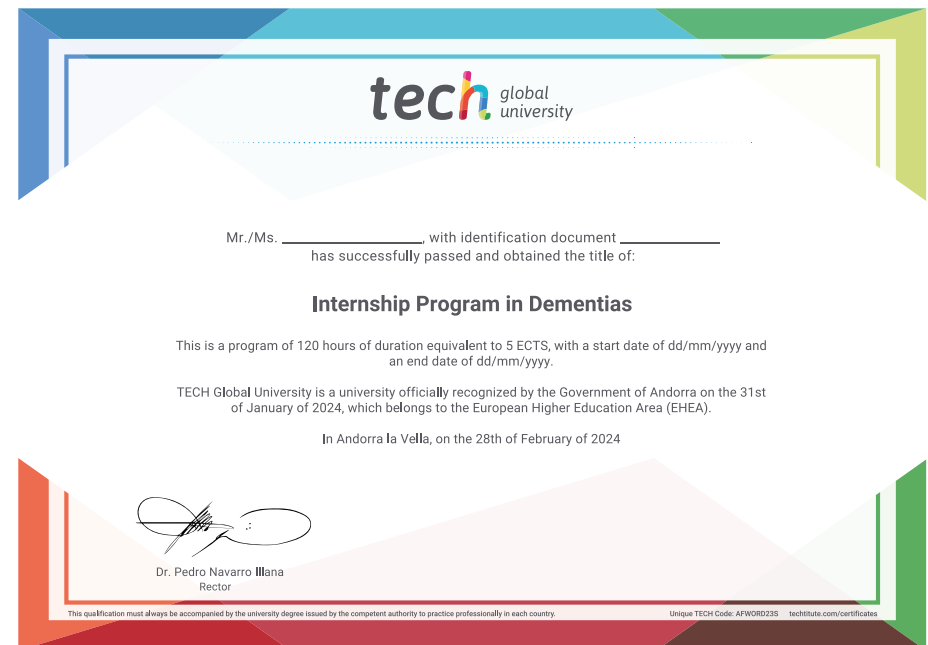 tech global
university
Mr./Ms. ____________________, with identification document ______________
has successfully passed and obtained the title of:
Internship Program in Dementias
This is a program of 120 hours of duration equivalent to 5 ECTS, with a start date of dd/mm/yyyy and
an end date of dd/mm/yyyy.
TECH Global University is a university officially recognized by the Government of Andorra on the 31st
of January of 2024, which belongs to the European Higher Education Area (EHEA).
In Andorra la Vella, on the 28th of February of 2024
Dr. Pedro Navarro Illana
Rector
This qualification must always be accompanied by the university degree issued by the competent authority to practice professionally in each country. Unique TECH Code: AFWORD23S techtitute.com/certificates